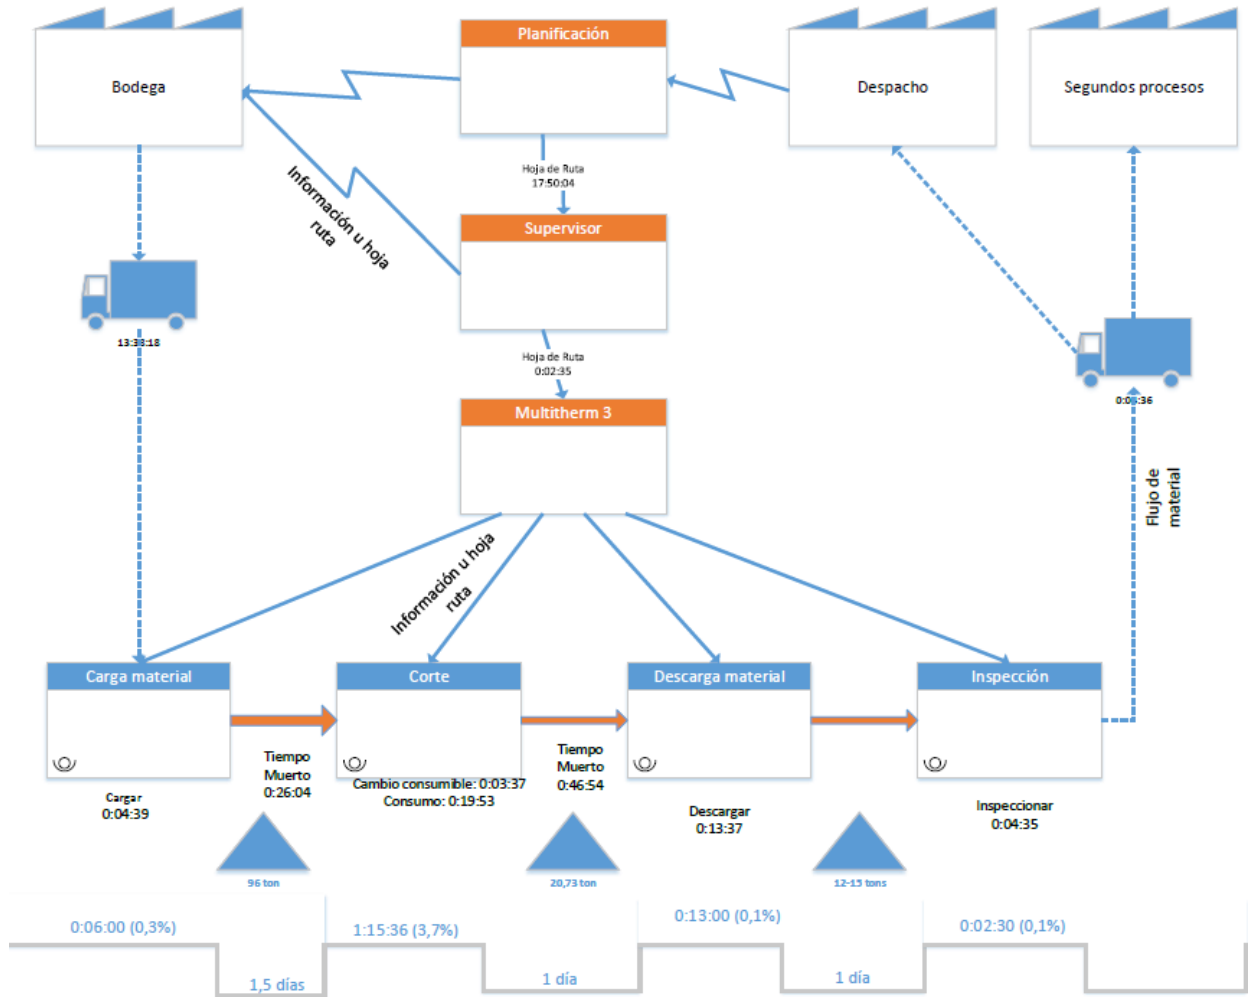 Planificación
Bodega
Despacho
Segundos procesos
Hoja de Ruta
17:50:04
Información u hoja
ruta
Supervisor
13:38:18
Hoja de Ruta
0:02:35
Multitherm 3
Flujo de
material
Información u hoja
ruta
Carga material
Corte
Descarga material
Inspección
Tiempo
Muerto
0:26:04
Tiempo
Muerto
0:46:54
Cargar
0:04:39
Cambio consumible: 0:03:37
Consumo: 0:19:53
Descargar
0:13:37
Inspeccionar
0:04:35
96 ton
20,73 ton
12-15 tons
0:06:00 (0,3%)
1:15:36 (3,7%)
0:13:00 (0,1%)
0:02:30 (0,1%)
1,5 días
1 día
1 día